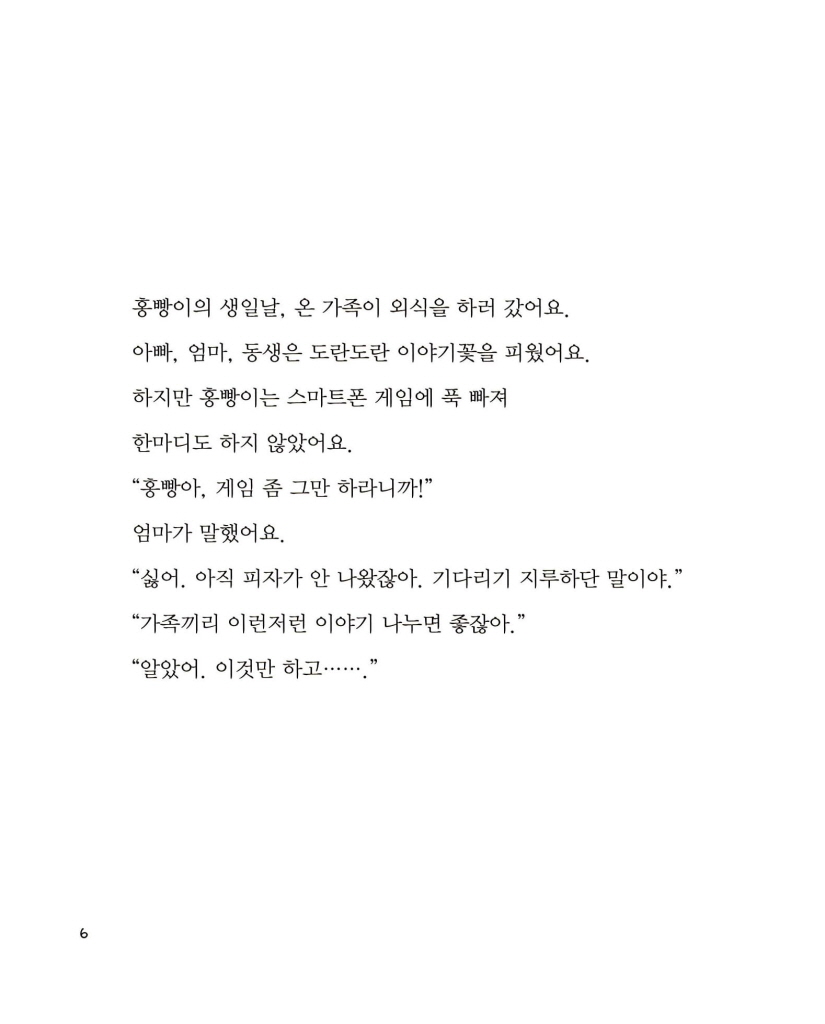 홍빵이의 생일날, 온 가족이 외식을 하러 갔어요.
아빠, 엄마, 동생은 도란도란 이야기꽃을 피웠어요.
하지만 홍빵이는 스마트폰 게임에 푹 빠져
한마디도 하지 않았어요.
“홍빵아, 게임 좀 그만 하라니까!”
엄마가 말했어요.
“싫어. 아직 피자가 안 나왔잖아. 기다리기 지루하단 말이야.”
“가족끼리 이런저런 이야기 나누면 좋잖아.”
“알았어. 이것만 하고…….”
6